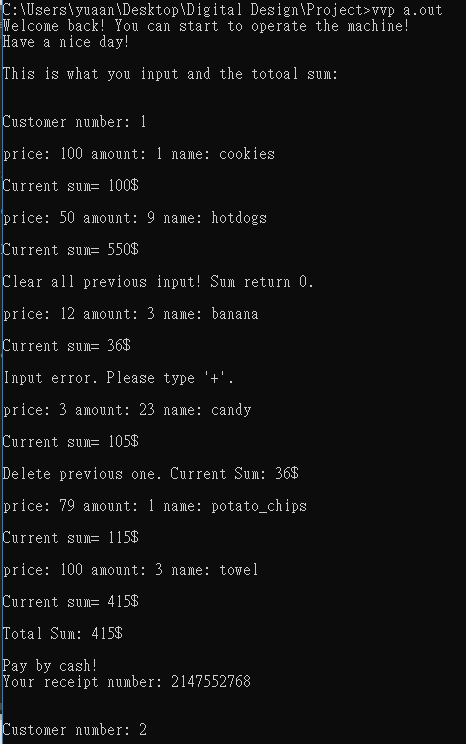 C:\Users\yuaan\Desktop\Digital Design\Project>vvp a.out
Welcome back! You can start to operate the machine!
Have a nice day!
This is what you input and the totoal sum:
Customer number: 1
price: 100 amount: 1 name: cookies
Current sum= 100$
price: 50 amount: 9 name: hotdogs
Current sum= 550$
Clear all previous input! Sum return 0.
price: 12 amount: 3 name: banana
Current sum= 36$
Input error. Please type '+'.
price: 3 amount: 23 name: candy
Current sum= 105$
Delete previous one. Current Sum: 36$
price: 79 amount: 1 name: potato_chips
Current sum= 115$
price: 100 amount: 3 name: towel
Current sum= 415$
Total Sum: 415$
Pay by cash!
Your receipt number: 2147552768
Customer number: 2